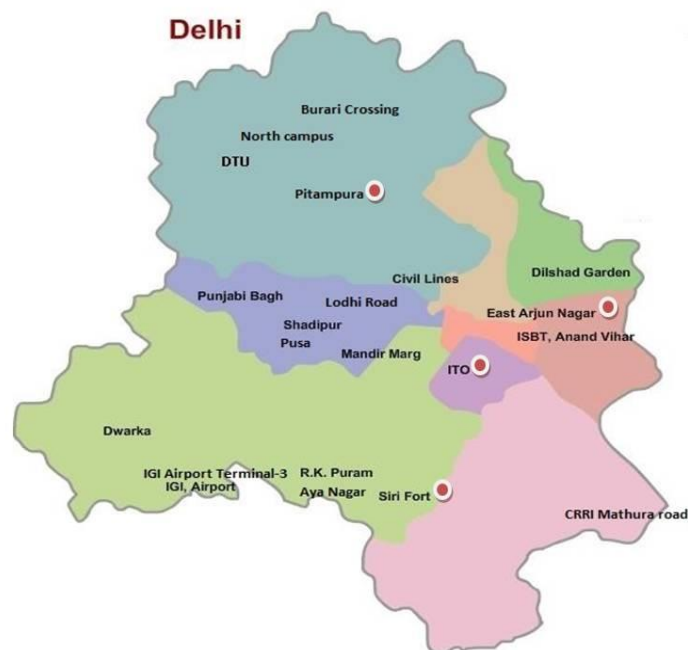 Delhi
Burari Crossing
North campus
DTU
Pitampura
Civil Lines
Dilshad Garden
Punjabi Bagh
Lodhi Road
East Arjun Nagar
Shadipur
ISBT, Anand Vihar
Pusa
Mandir Marg
ITO
Dwarka
IGI Airport Terminal-3
R.K. Puram
IGI, Airport
Aya Nagar
Siri Fort
CRRI Mathura road